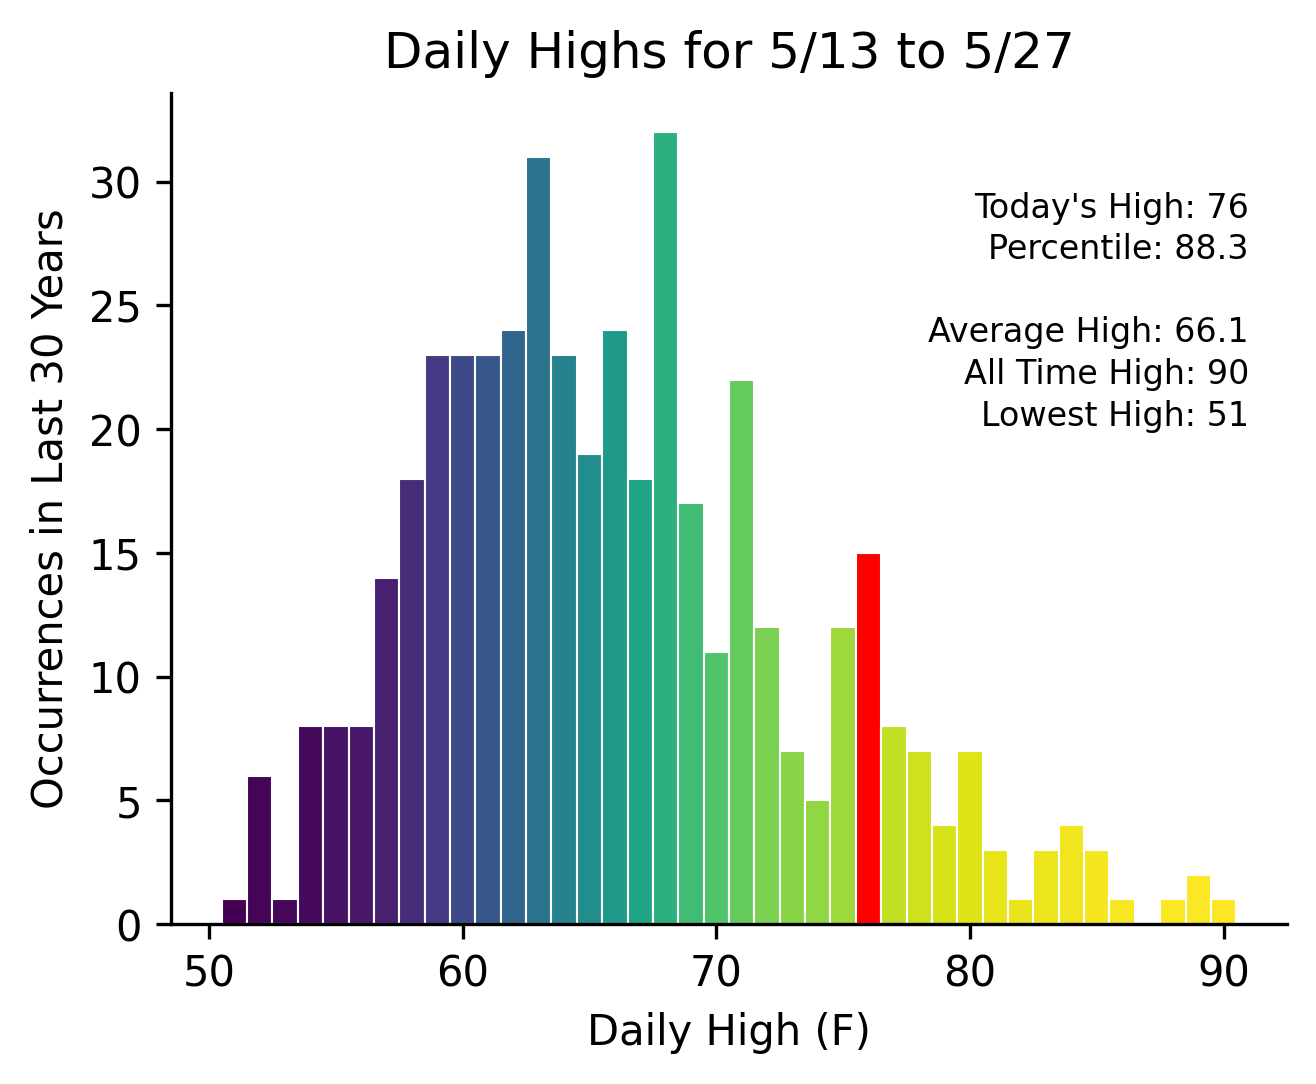 Daily Highs for 5/13 to 5/27
Occurrences in Last 30 Years
30
25
20
15
10
5
0
Today's High: 76
Percentile: 88.3
Average High: 66.1
All Time High: 90
Lowest High: 51
50 60 70 80 90
Daily High (F)